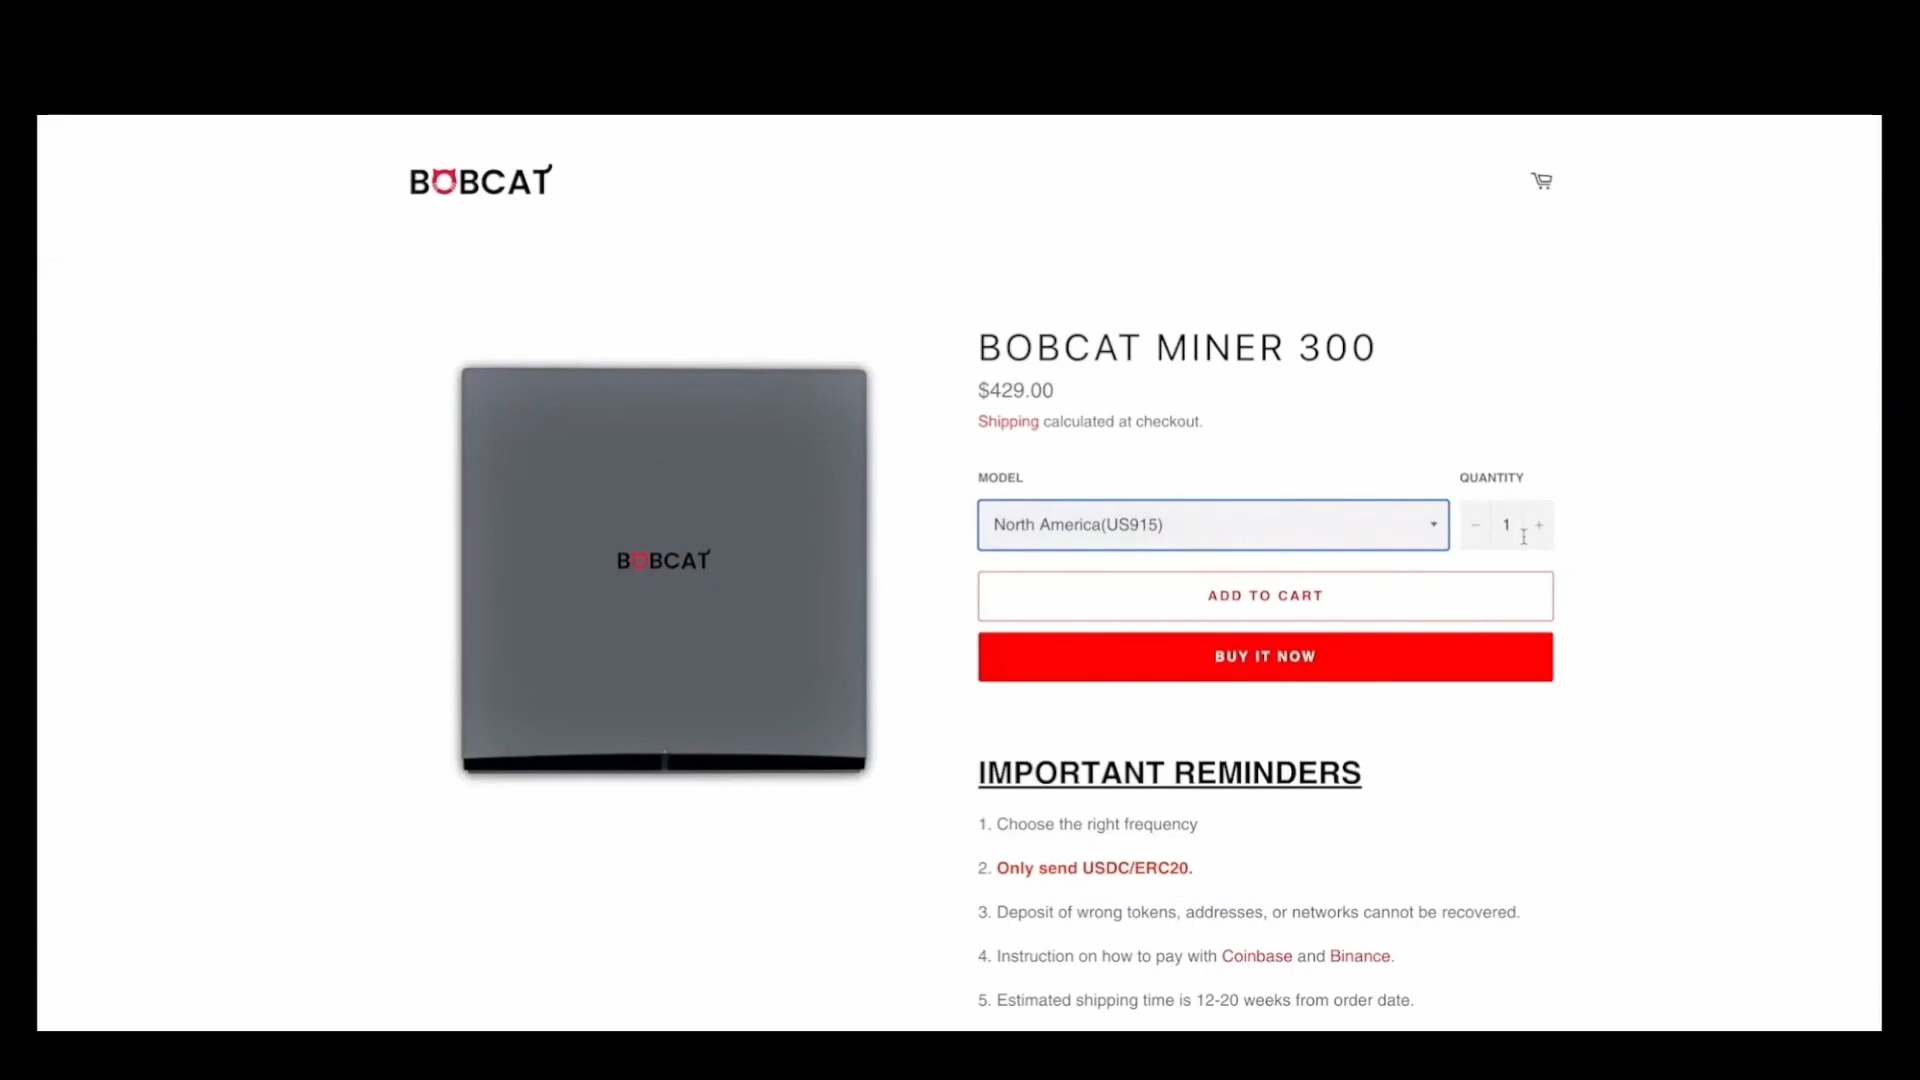 BOBCAT
BOBCAT MINER 300
$429.00
Shipping calculated at checkout.
MODEL
QUANTITY
North America(US915)
− 1 +
ADD TO CART
BUY IT NOW
BOBCAT
IMPORTANT REMINDERS
1. Choose the right frequency
2. Only send USDC/ERC20.
3. Deposit of wrong tokens, addresses, or networks cannot be recovered.
4. Instruction on how to pay with Coinbase and Binance.
5. Estimated shipping time is 12-20 weeks from order date.